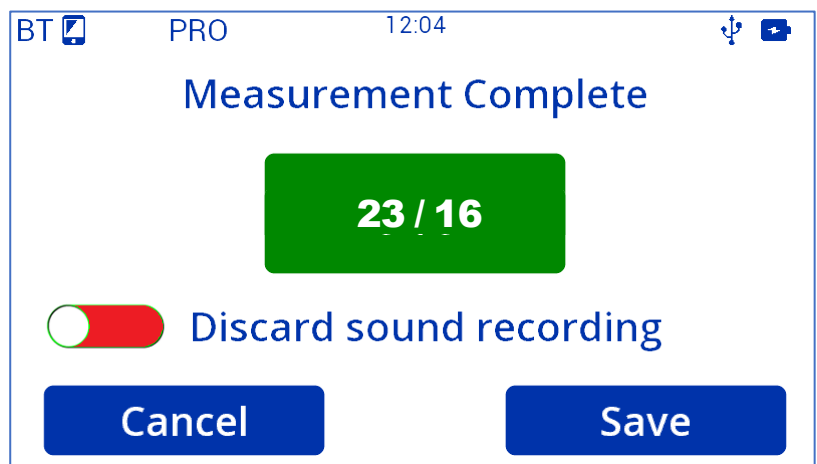 BT PRO 12:04
Measurement Complete
23 / 16
Discard sound recording
Cancel Save